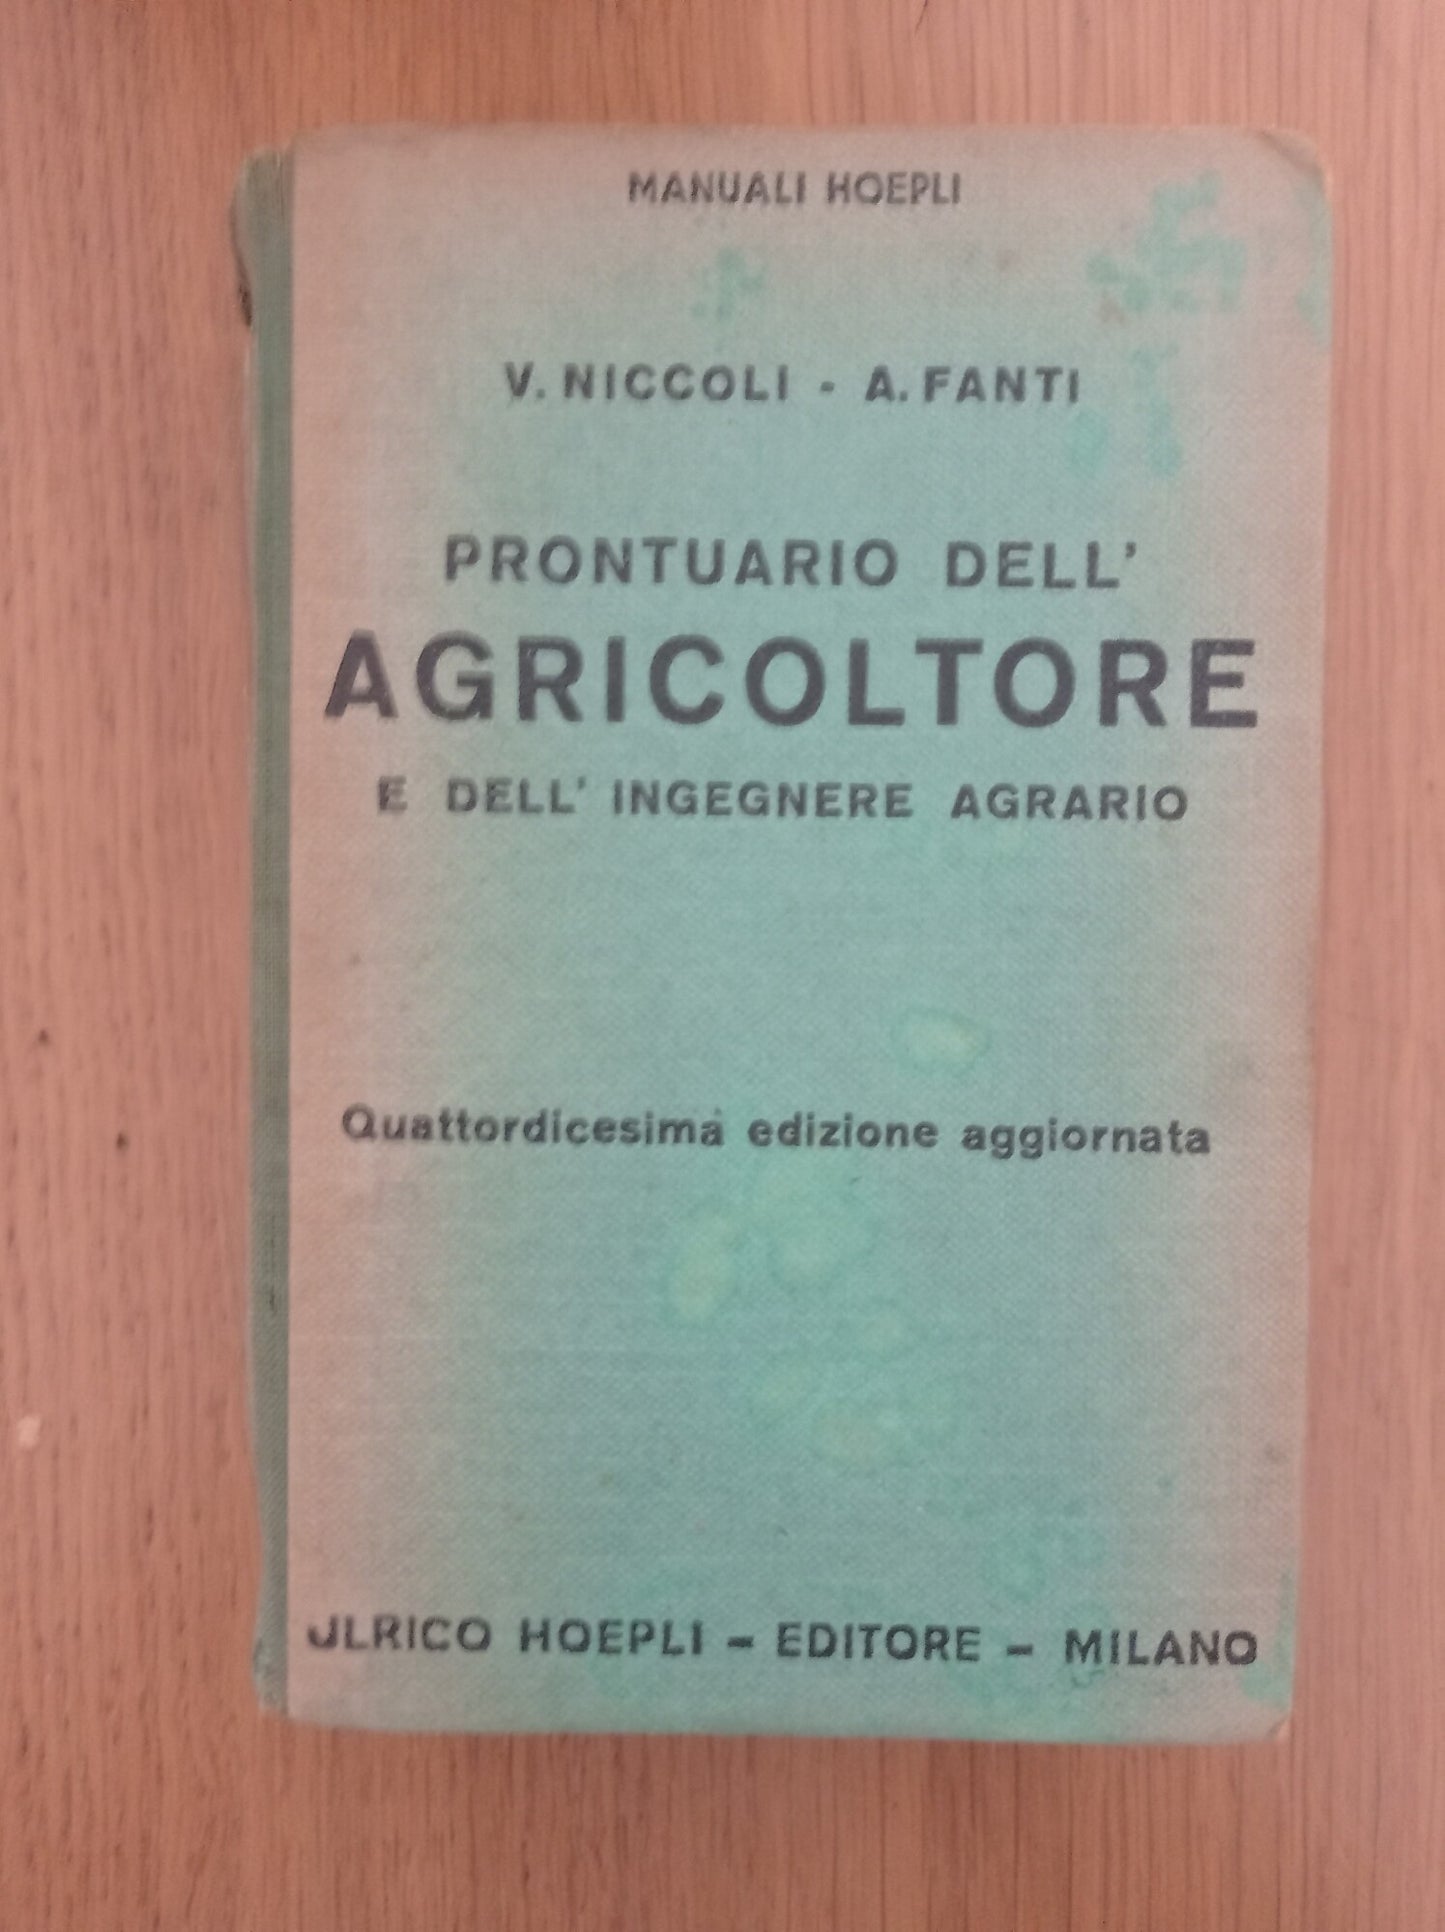 MANUALI HOEPLI
V. NICCOLI - A. FANTI
PRONTUARIO DELL'
AGRICOLTORE
E DELL' INGEGNERE AGRARIO
Quattordicesima edizione aggiornata
ULRICO HOEPLI - EDITORE - MILANO